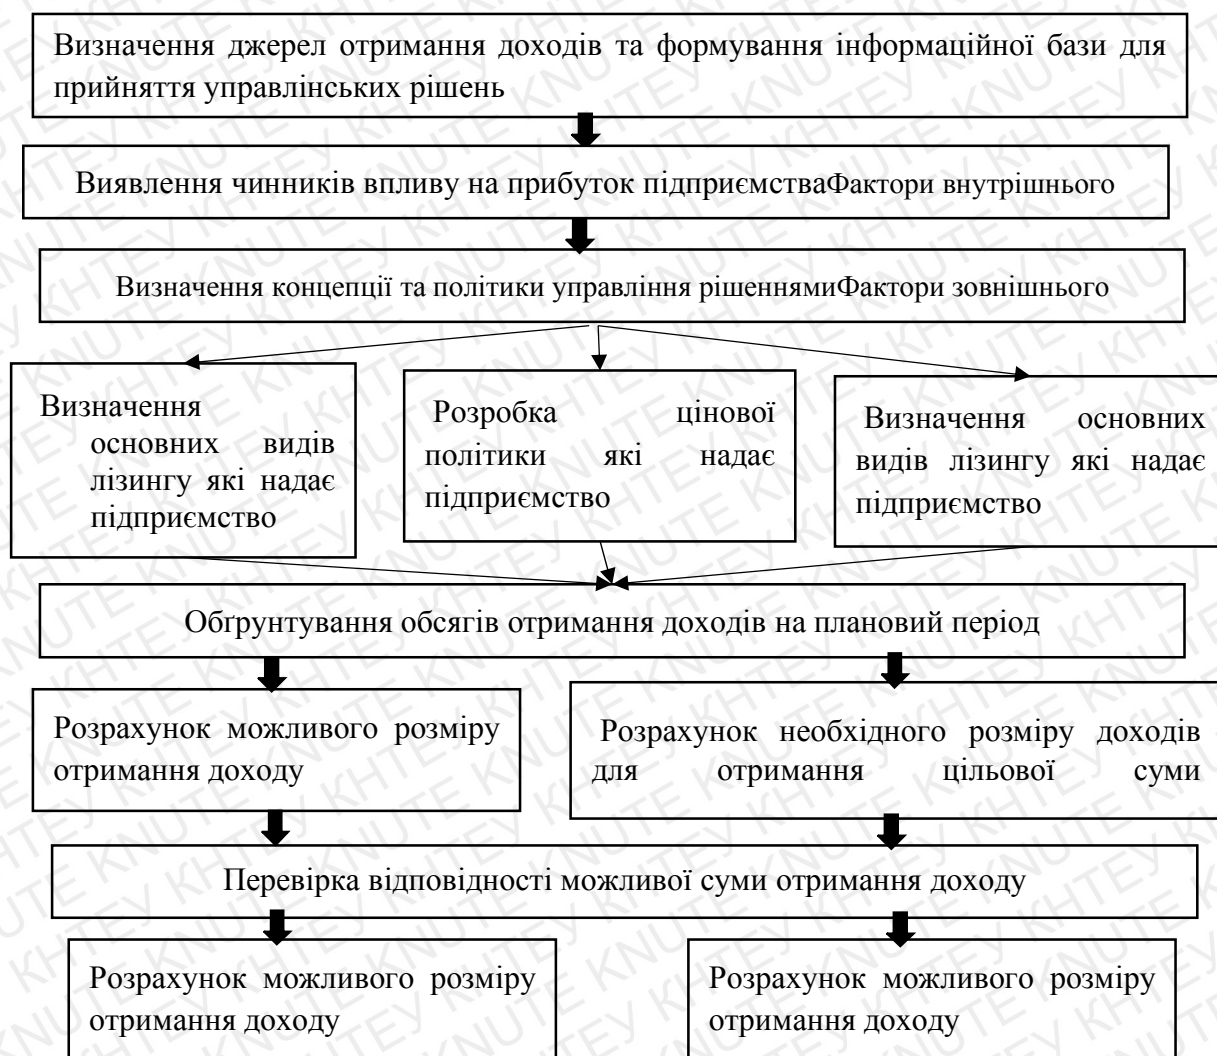 Визначення джерел отримання доходів та формування інформаційної бази для
прийняття управлінських рішень
Виявлення чинників впливу на прибуток підприємстваФактори внутрішнього
Визначення концепції та політики управління рішеннямиФактори зовнішнього
Визначення
основних видів
лізингу які надає
підприємство
Розробка цінової
політики які надає
підприємство
Визначення основних
видів лізингу які надає
підприємство
Обґрунтування обсягів отримання доходів на плановий період
Розрахунок можливого розміру
отримання доходу
Розрахунок необхідного розміру доходів
для отримання цільової суми
Перевірка відповідності можливої суми отримання доходу
Розрахунок можливого розміру
отримання доходу
Розрахунок можливого розміру
отримання доходу